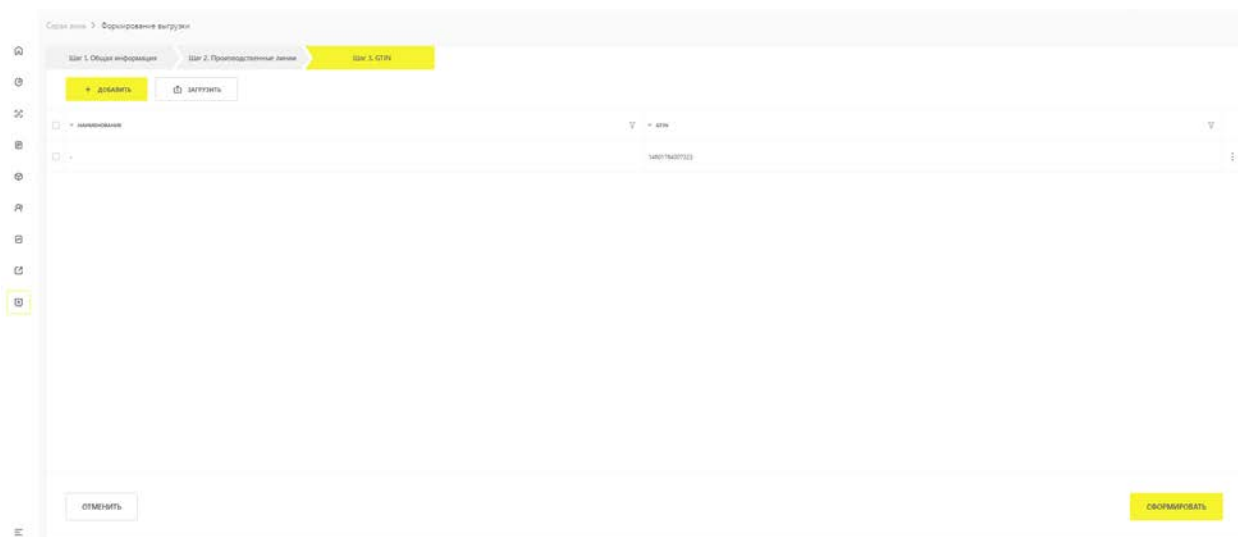 Серая зона > Формирование выгрузки
Шаг 1. Общая информация Шаг 2. Производственные линии Шаг 3. GTIN
+ ДОБАВИТЬ ЗАГРУЗИТЬ
НАИМЕНОВАНИЕ GTIN
-
ОТМЕНИТЬ СФОРМИРОВАТЬ